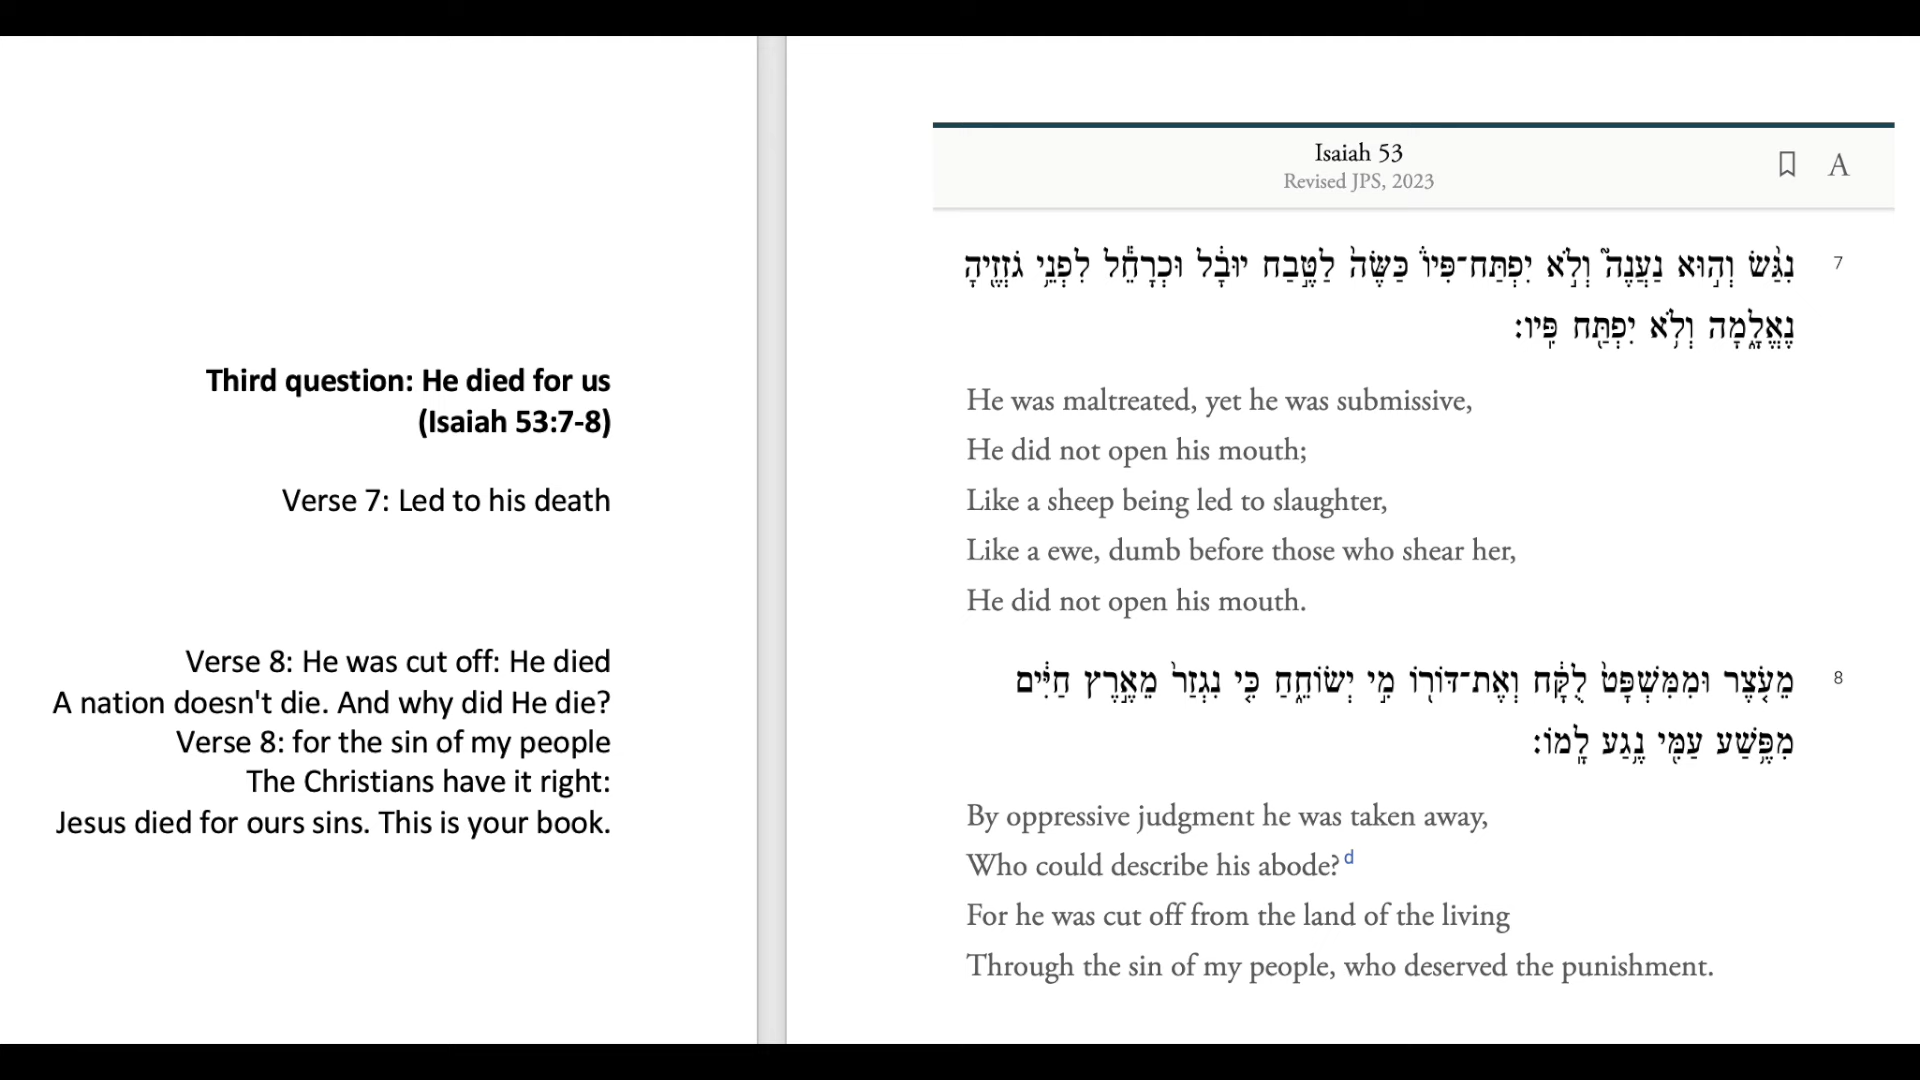 Third question: He died for us
(Isaiah 53:7-8)
Verse 7: Led to his death
Verse 8: He was cut off: He died
A nation doesn't die. And why did He die?
Verse 8: for the sin of my people
The Christians have it right:
Jesus died for ours sins. This is your book.
Isaiah 53
Revised JPS, 2023
A
7
נִגַּ֨שׂ וְה֣וּא נַעֲנֶה֮ וְלֹ֣א יִפְתַּח־פִּיו֒ כַּשֶּׂה֙ לַטֶּ֣בַח יוּבָ֔ל וּכְרָחֵ֕ל לִפְנֵ֥י גֹזְזֶ֖יהָ
נֶאֱלָ֑מָה וְלֹ֥א יִפְתַּ֖ח פִּֽיו׃
He was maltreated, yet he was submissive,
He did not open his mouth;
Like a sheep being led to slaughter,
Like a ewe, dumb before those who shear her,
He did not open his mouth.
8
מֵעֹ֤צֶר וּמִמִּשְׁפָּט֙ לֻקָּ֔ח וְאֶת־דּוֹר֖וֹ מִ֣י יְשׂוֹחֵ֑חַ כִּ֤י נִגְזַר֙ מֵאֶ֣רֶץ חַיִּ֔ים
מִפֶּ֥שַׁע עַמִּ֖י נֶ֥גַע לָֽמוֹ׃
By oppressive judgment he was taken away,
Who could describe his abode? d
For he was cut off from the land of the living
Through the sin of my people, who deserved the punishment.